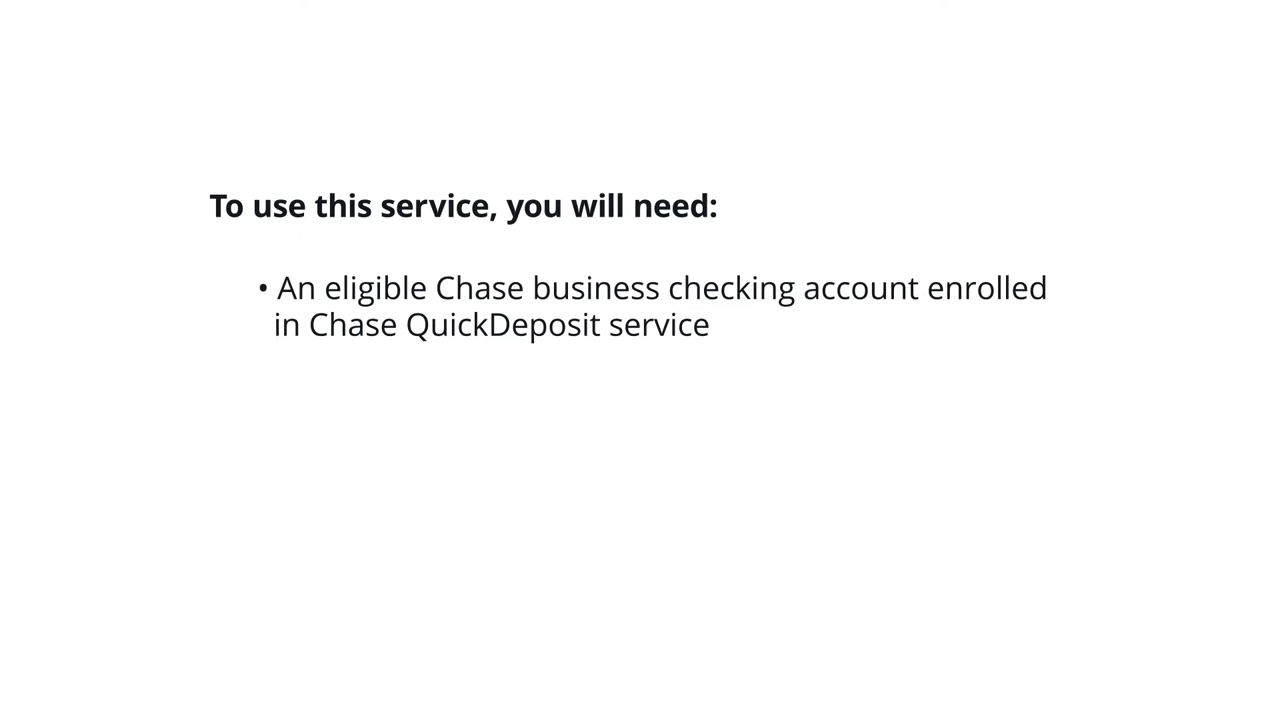 To use this service, you will need:
• An eligible Chase business checking account enrolled
in Chase QuickDeposit service